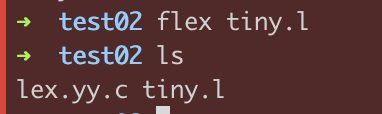 ➜ test02 flex tiny.l
➜ test02 ls
lex.yy.c tiny.l